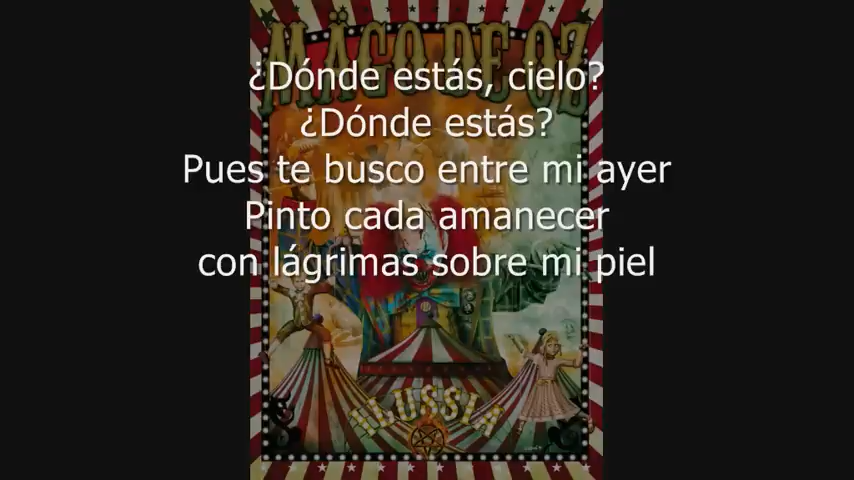 MÄGO DE OZ
¿Dónde estás, cielo?
¿Dónde estás?
Pues te busco entre mi ayer
Pinto cada amanecer
con lágrimas sobre mi piel
ILUSSIA